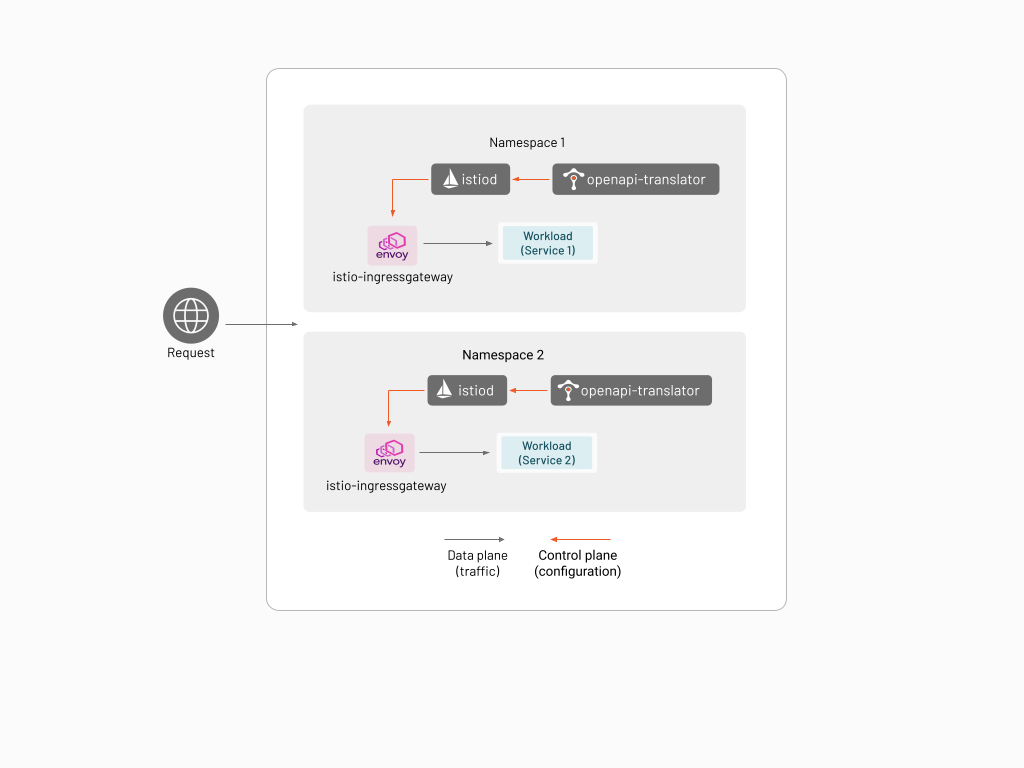 Namespace 1
istiod
openapi-translator
envoy
Workload
(Service 1)
istio-ingressgateway
Request
Namespace 2
istiod
openapi-translator
envoy
Workload
(Service 2)
istio-ingressgateway
Data plane
(traffic)
Control plane
(configuration)